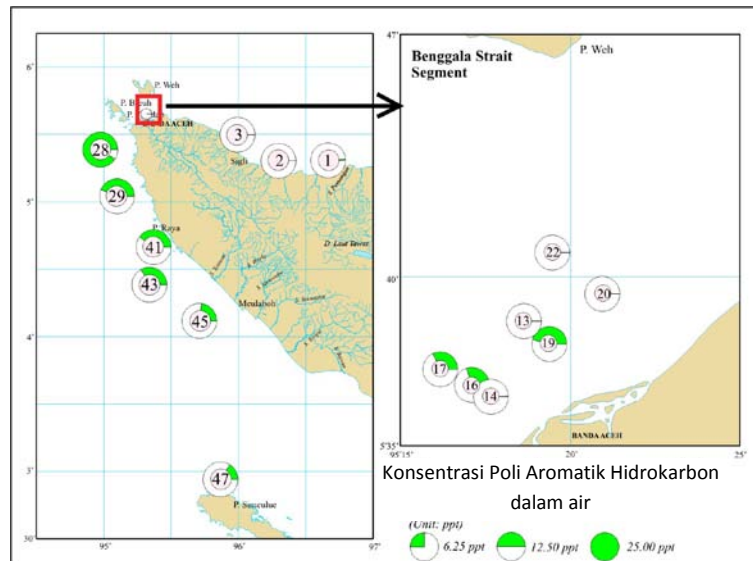 47'
6°
P. Weh
P. Weh
Benggala Strait
Segment
BANDA ACEH
3
28
2
1
Sigli
5°
29
22
P. Raya
41
40
20
43
13
19
Meulaboh
45
4°
17
16
14
BANDA ACEH
5°35'
95°15'
20
25
3°
47
P. Simeulue
30'
95°
96
97°
Konsentrasi Poli Aromatik Hidrokarbon
dalam air
(Unit: ppt)
6.25 ppt
12.50 ppt
25.00 ppt